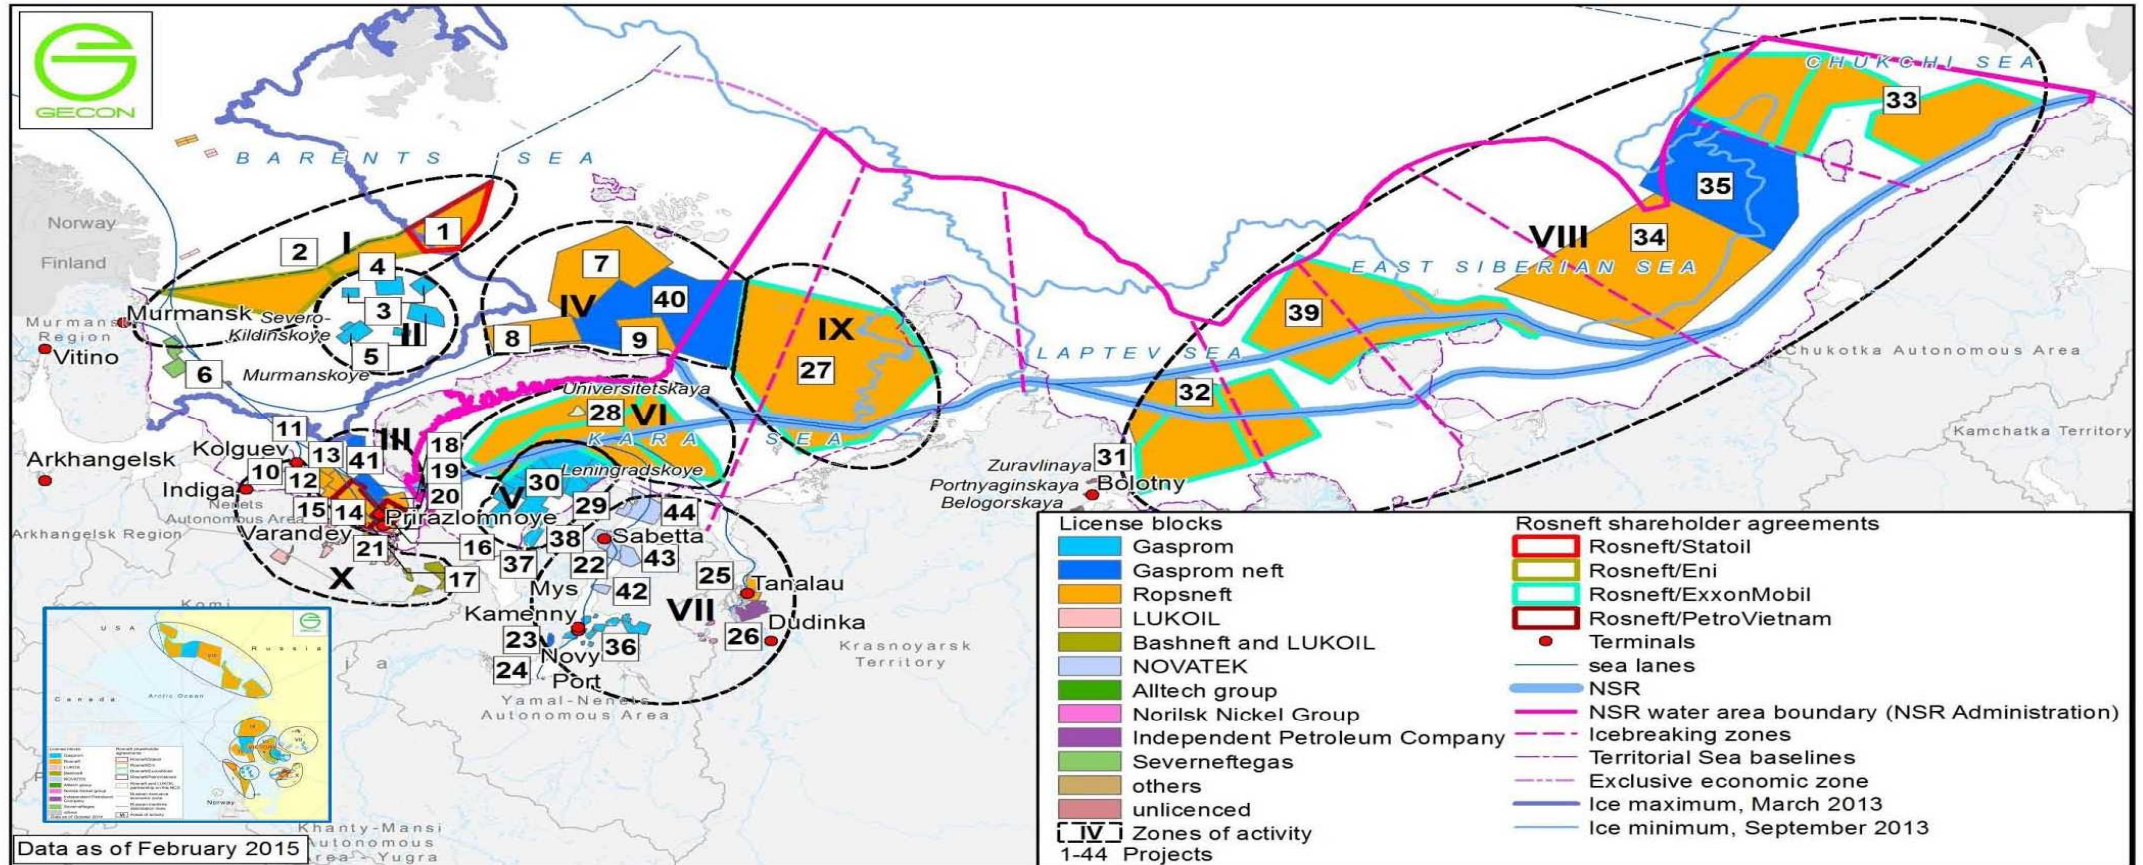 GECON
BARENTS SEA
CHUKCHI SEA
33
35
34
VIII
EAST SIBERIAN SEA
39
Norway
Finland
2
I
1
4
3
II
5
Murmansk
Severo-
Kildinskoye
Region
Vitino
6
Murmanskoye
7
IV
40
8
9
IX
27
LAPTEV SEA
32
Chukotka Autonomous Area
Kamchatka Territory
Universitetskaya
28
VI
KARA SEA
Leningradskoye
11
III
18
Kolguev
13
41
19
Arkhangelsk
10
12
Indiga
20
Nenets
Autonomous Area
15
14
Prirazlomnoye
Arkhangelsk Region
Varandey
21
16
X
17
V
30
29
44
38
Sabetta
37
22
43
Mys
Kamenny
42
25
Tanalau
VII
26
Dudinka
23
36
24
Novy
Port
Krasnoyarsk
Territory
Yamal-Nenets
Autonomous Area
31
Zuravlinaya
Portnyaginskaya
Belogorskaya
Bolotny
Komi
USA
Russia
Canada
Arctic Ocean
Norway
Khanty-Mansi
Autonomous
Area - Yugra
Data as of February 2015
License blocks
Gasprom
Gasprom neft
Ropsneft
LUKOIL
Bashneft and LUKOIL
NOVATEK
Alltech group
Norilsk Nickel Group
Independent Petroleum Company
Severneftegas
others
unlicenced
IV Zones of activity
1-44 Projects
Rosneft shareholder agreements
Rosneft/Statoil
Rosneft/Eni
Rosneft/ExxonMobil
Rosneft/PetroVietnam
Terminals
sea lanes
NSR
NSR water area boundary (NSR Administration)
Icebreaking zones
Territorial Sea baselines
Exclusive economic zone
Ice maximum, March 2013
Ice minimum, September 2013